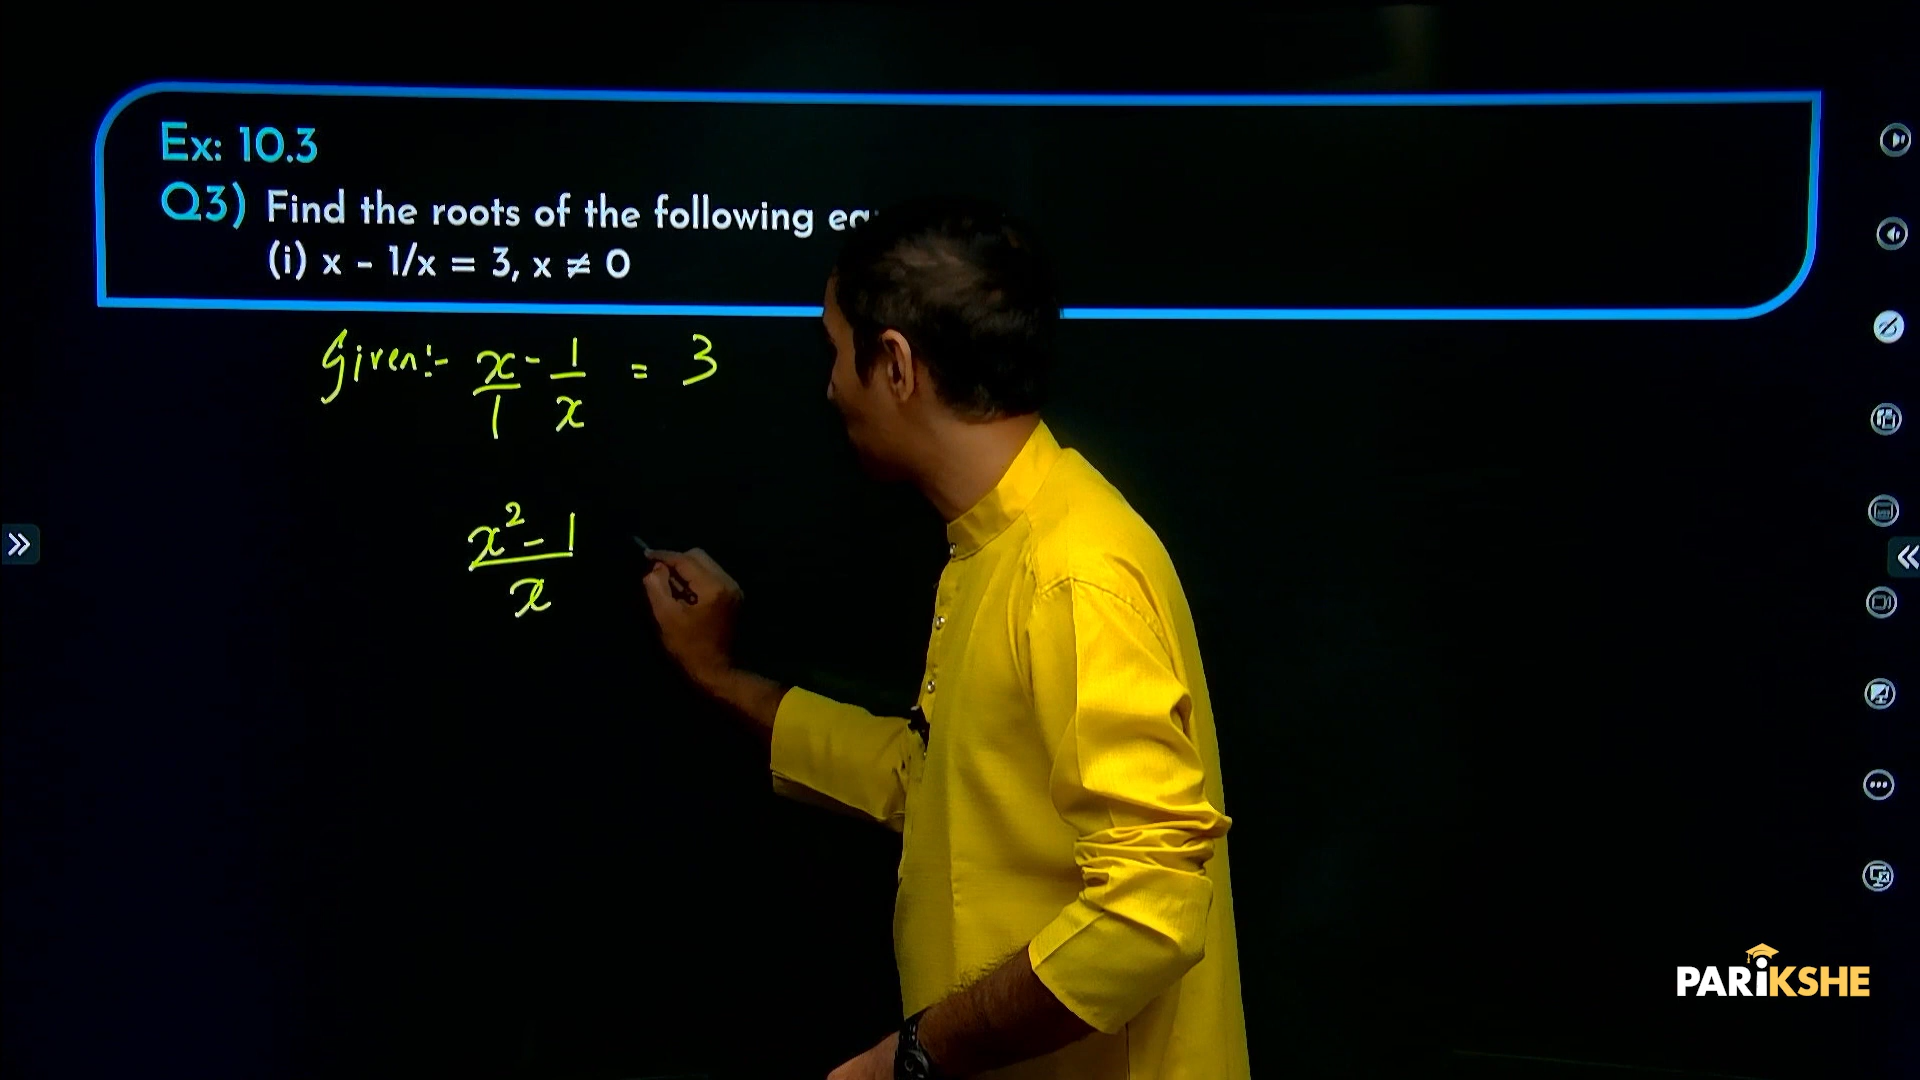 Ex: 10.3
Q3) Find the roots of the following
(i) x - 1/x = 3, x ≠ 0
Given:- x/1 - 1/x = 3
x² - 1 / x
PARiKSHE